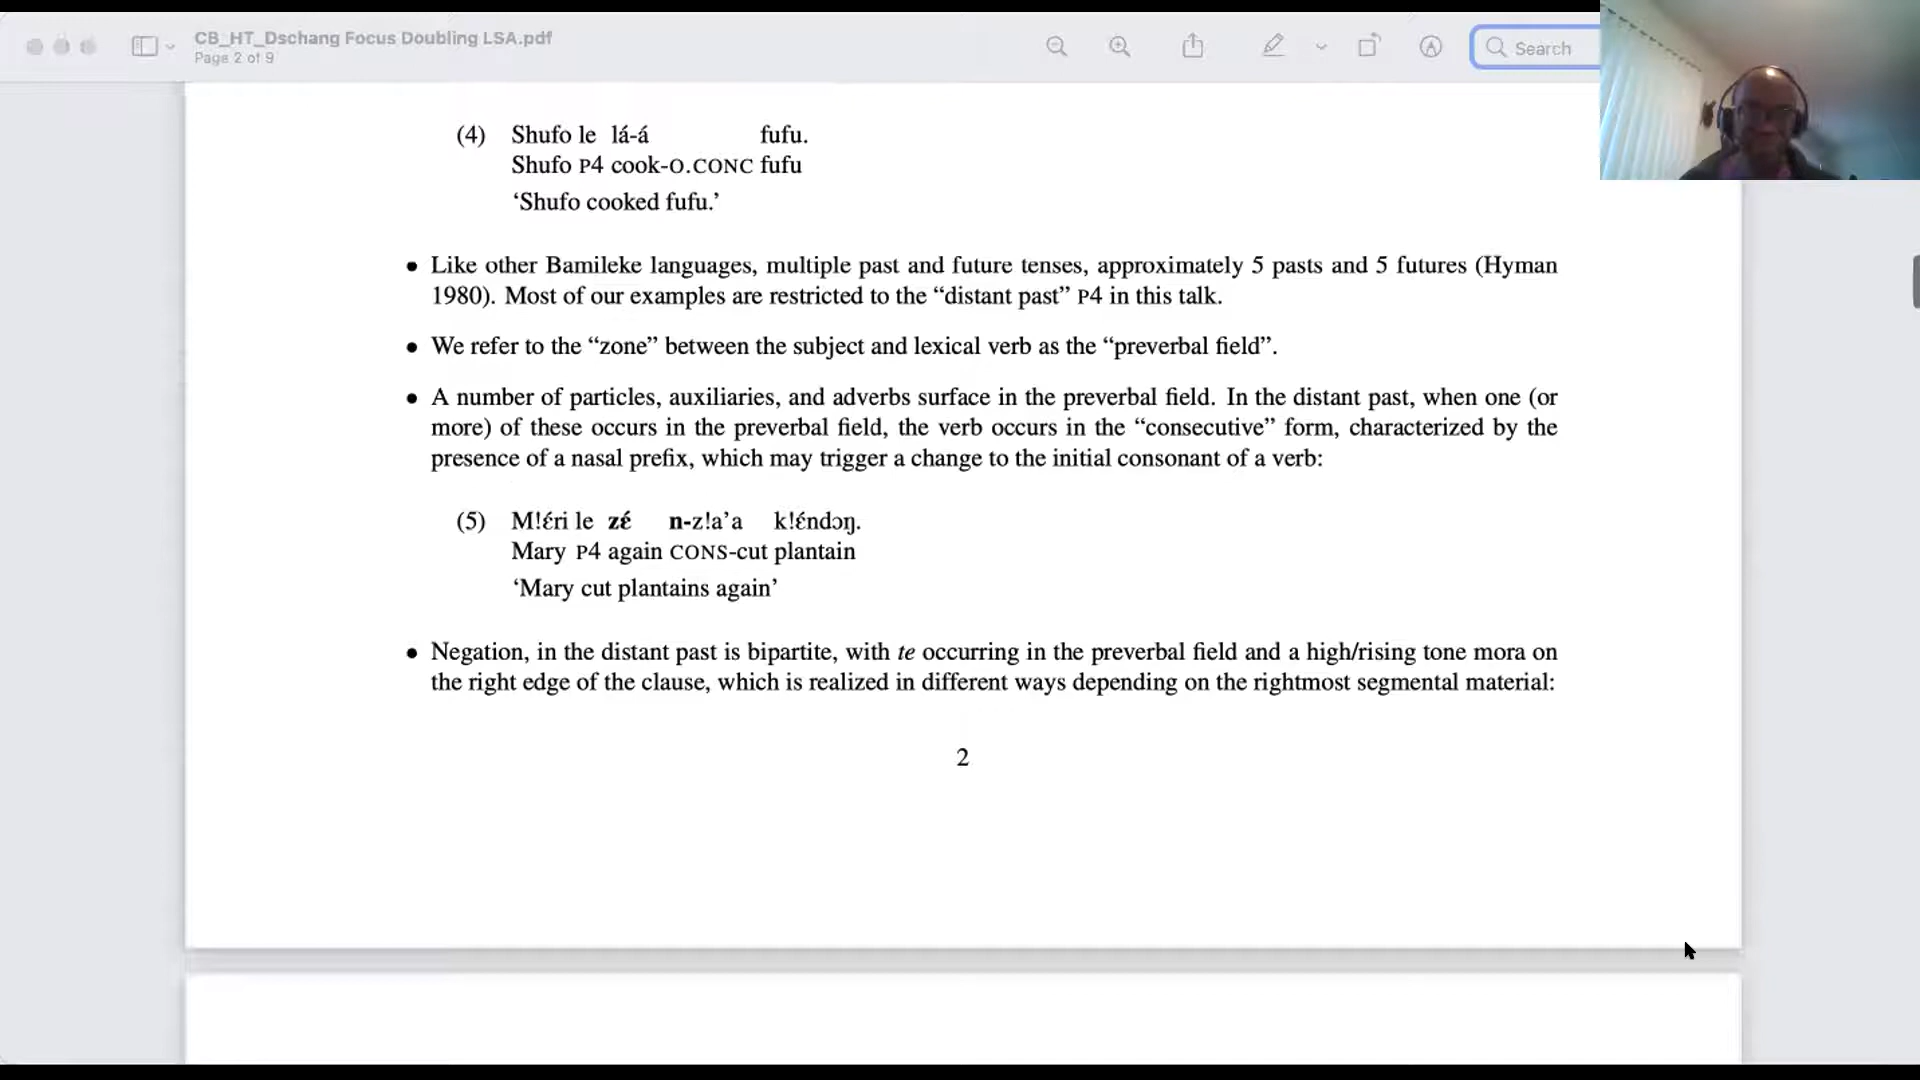 CB_HT_Dschang Focus Doubling LSA.pdf
Page 2 of 9
Search
(4) Shufo le lá-á fufu.
Shufo P4 cook-O.CONC fufu
‘Shufo cooked fufu.’
• Like other Bamileke languages, multiple past and future tenses, approximately 5 pasts and 5 futures (Hyman
1980). Most of our examples are restricted to the “distant past” P4 in this talk.
• We refer to the “zone” between the subject and lexical verb as the “preverbal field”.
• A number of particles, auxiliaries, and adverbs surface in the preverbal field. In the distant past, when one (or
more) of these occurs in the preverbal field, the verb occurs in the “consecutive” form, characterized by the
presence of a nasal prefix, which may trigger a change to the initial consonant of a verb:
(5) M!ɛ́ri le zé n-z!a’a k!ɛ́ndɔŋ.
Mary P4 again CONS-cut plantain
‘Mary cut plantains again’
• Negation, in the distant past is bipartite, with te occurring in the preverbal field and a high/rising tone mora on
the right edge of the clause, which is realized in different ways depending on the rightmost segmental material:
2